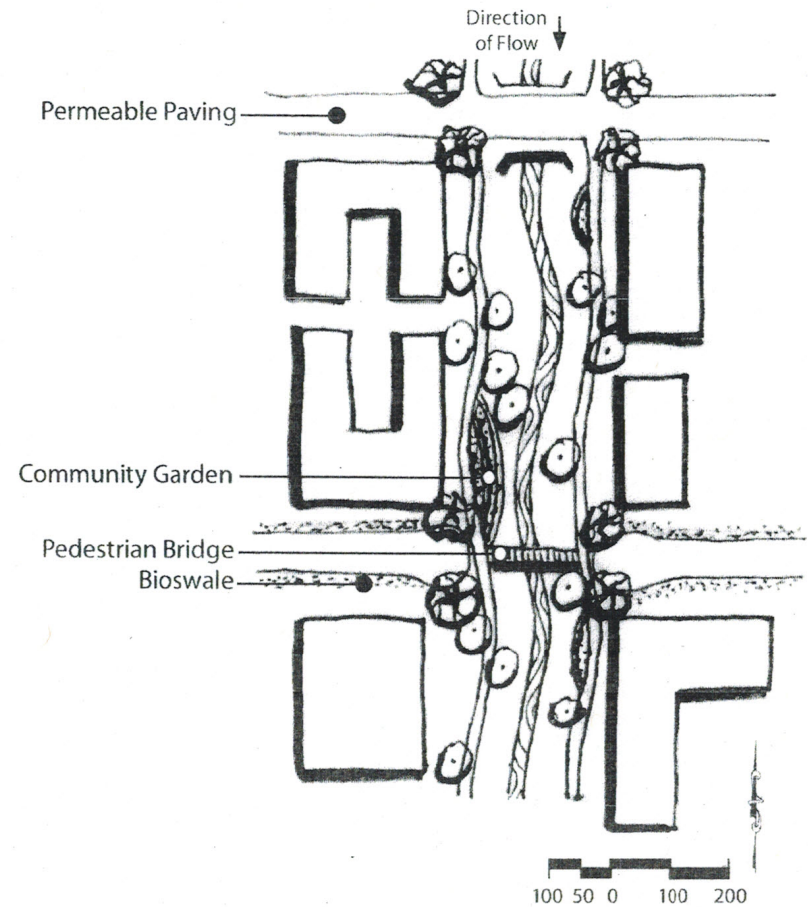 Direction
of Flow
Permeable Paving
Community Garden
Pedestrian Bridge
Bioswale
100 50 0 100 200